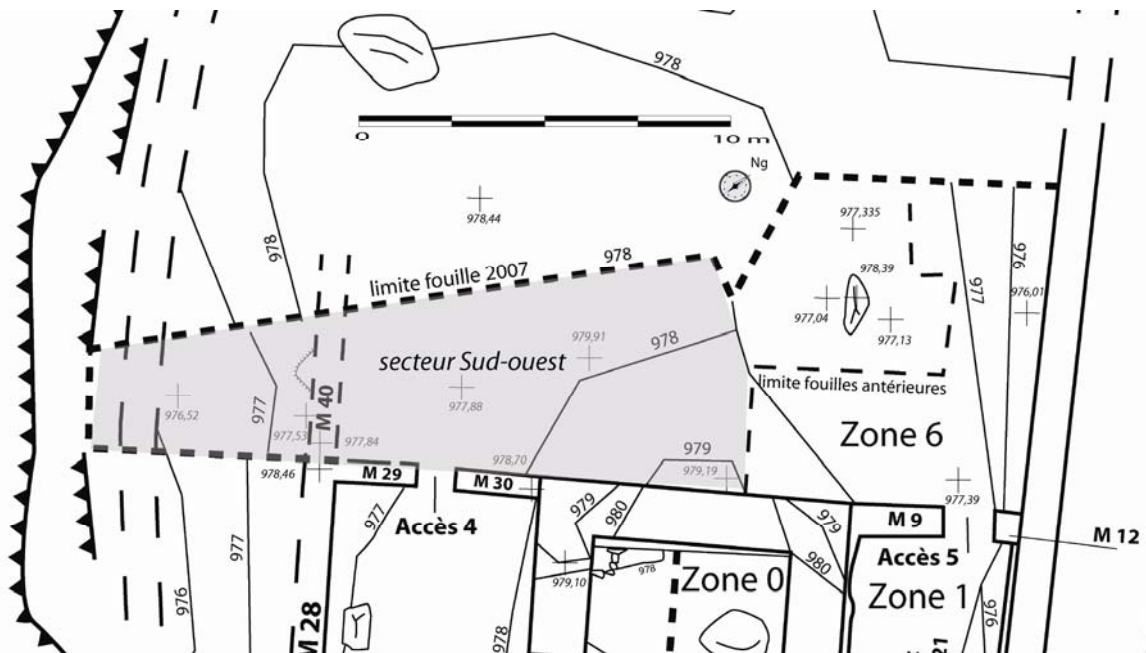 978
0
10 m
Ng
978,44
977,335
978
978
976
977
978,39
976,01
limite fouille 2007
977,04
977,13
979,91
978
secteur Sud-ouest
limite fouilles antérieures
976,52
977
M 40
977,88
977,53
977,84
979
Zone 6
978,46
M 29
978,70
979,19
977,39
M 30
977
979
980
979
M 9
M 12
Accès 4
977
Accès 5
980
979,10
978
Zone 0
Zone 1
976
976
M 28
978